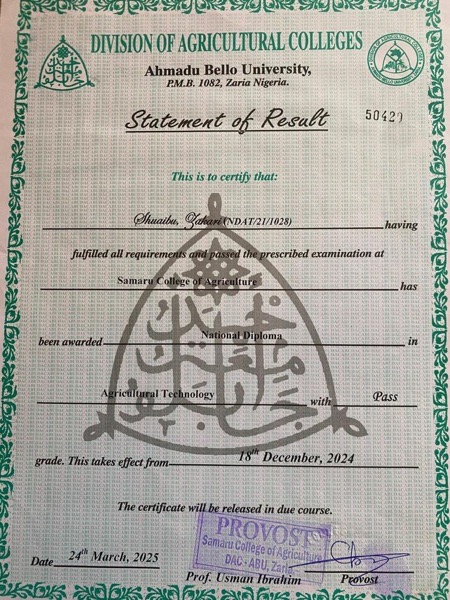 DIVISION OF AGRICULTURAL COLLEGES
Ahmadu Bello University,
P.M.B. 1082, Zaria Nigeria.
Statement of Result
50420
This is to certify that:
Shuaibu, Zakari (NDAT/21/1028) having
fulfilled all requirements and passed the prescribed examination at
Samaru College of Agriculture has
been awarded National Diploma in
Agricultural Technology with Pass
grade. This takes effect from 18th December, 2024
The certificate will be released in due course.
PROVOST
Samaru College of Agriculture
DAC - ABU, Zaria.
Date 24th March, 2025
Prof. Usman Ibrahim Provost